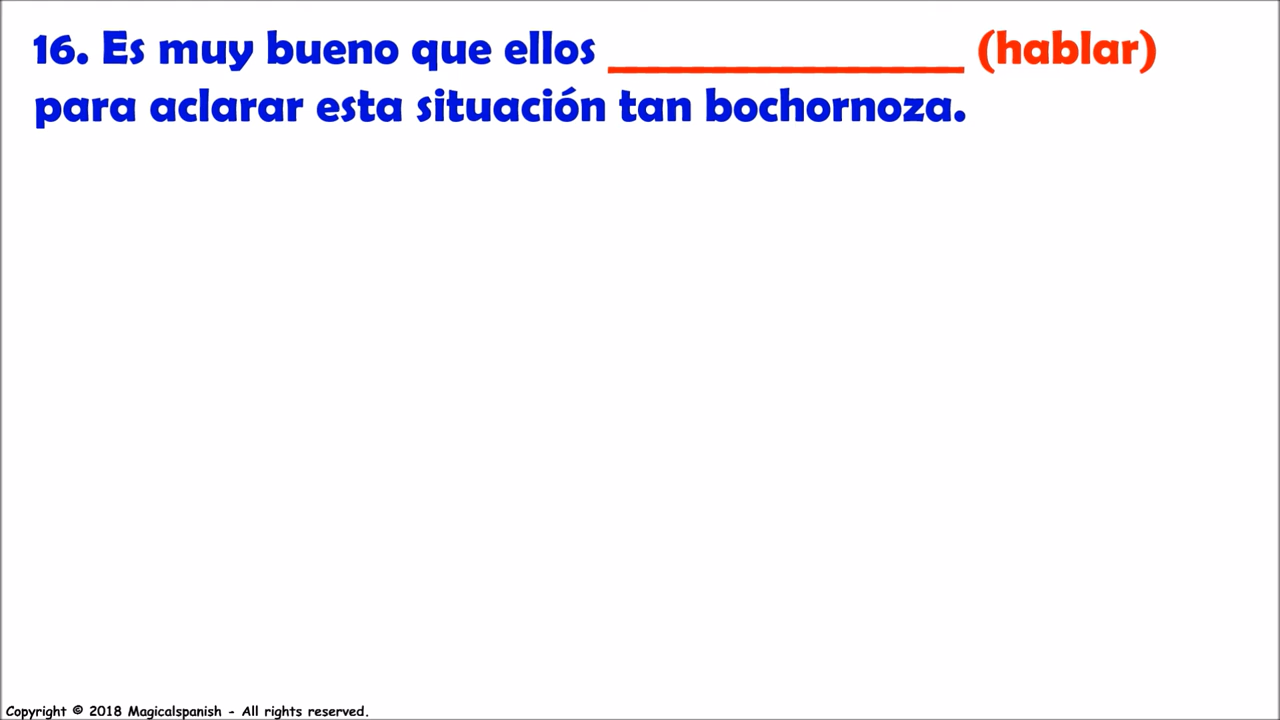 16. Es muy bueno que ellos ________________ (hablar)
para aclarar esta situación tan bochornoza.
Copyright © 2018 Magicalspanish - All rights reserved.